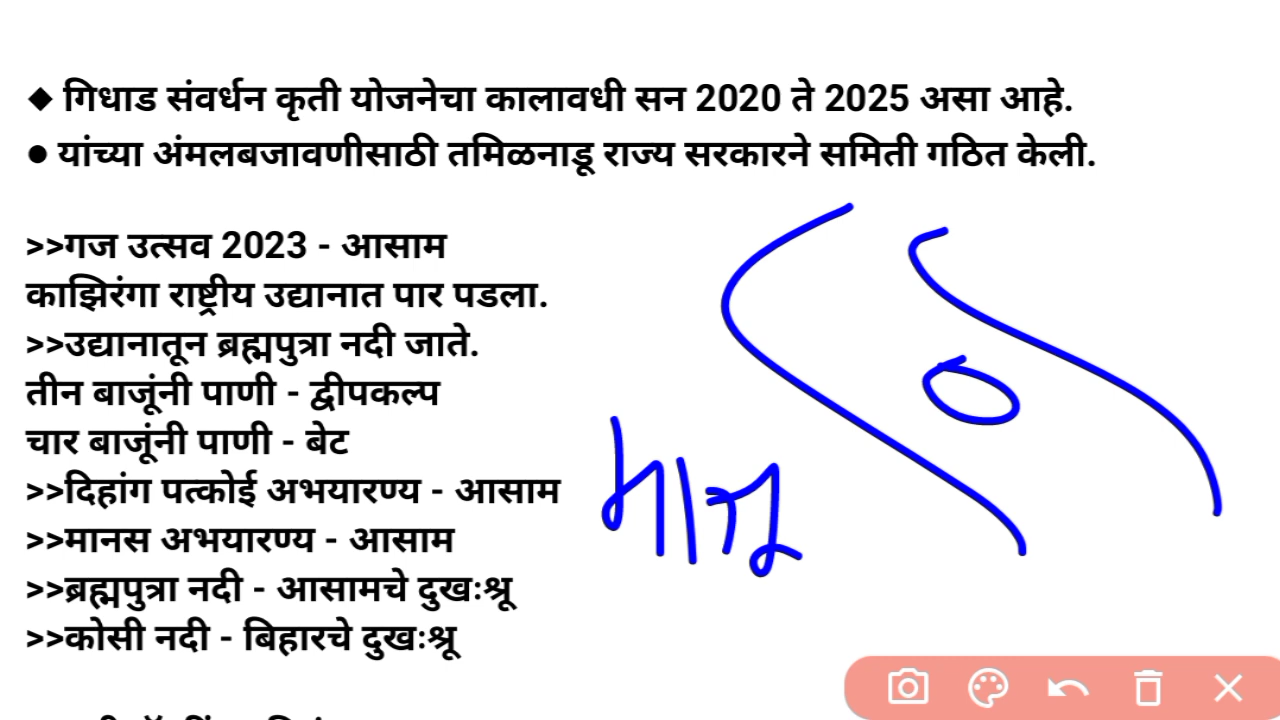 ◆ गिधाड संवर्धन कृती योजनेचा कालावधी सन 2020 ते 2025 असा आहे.
● यांच्या अंमलबजावणीसाठी तमिळनाडू राज्य सरकारने समिती गठित केली.
>>गज उत्सव 2023 - आसाम
काझिरंगा राष्ट्रीय उद्यानात पार पडला.
>>उद्यानातून ब्रह्मपुत्रा नदी जाते.
तीन बाजूंनी पाणी - द्वीपकल्प
चार बाजूंनी पाणी - बेट
>>दिहांग पत्कोई अभयारण्य - आसाम
>>मानस अभयारण्य - आसाम
>>ब्रह्मपुत्रा नदी - आसामचे दुखःश्रू
>>कोसी नदी - बिहारचे दुखःश्रू